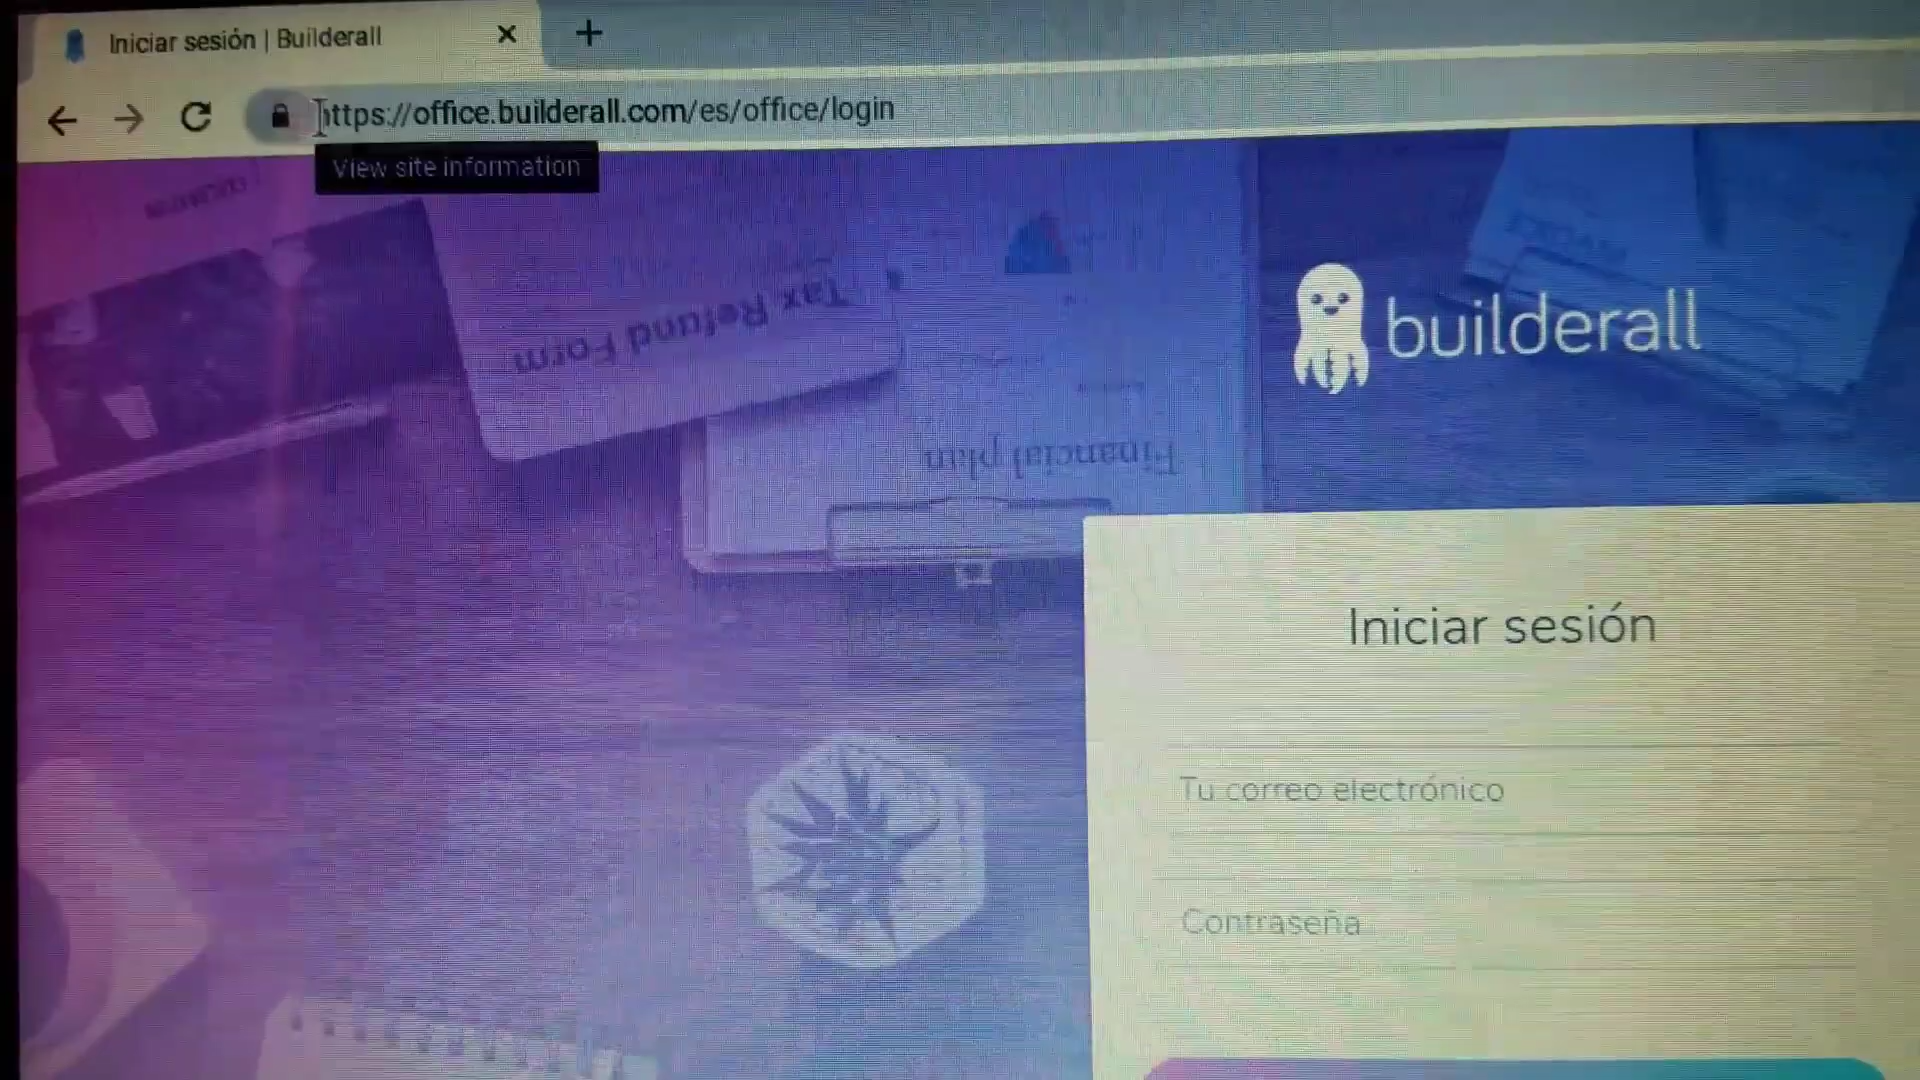 Iniciar sesión | Builderall
https://office.builderall.com/es/office/login
View site information
Tax Refund Form
Financial plan
builderall
Iniciar sesión
Tu correo electrónico
Contraseña